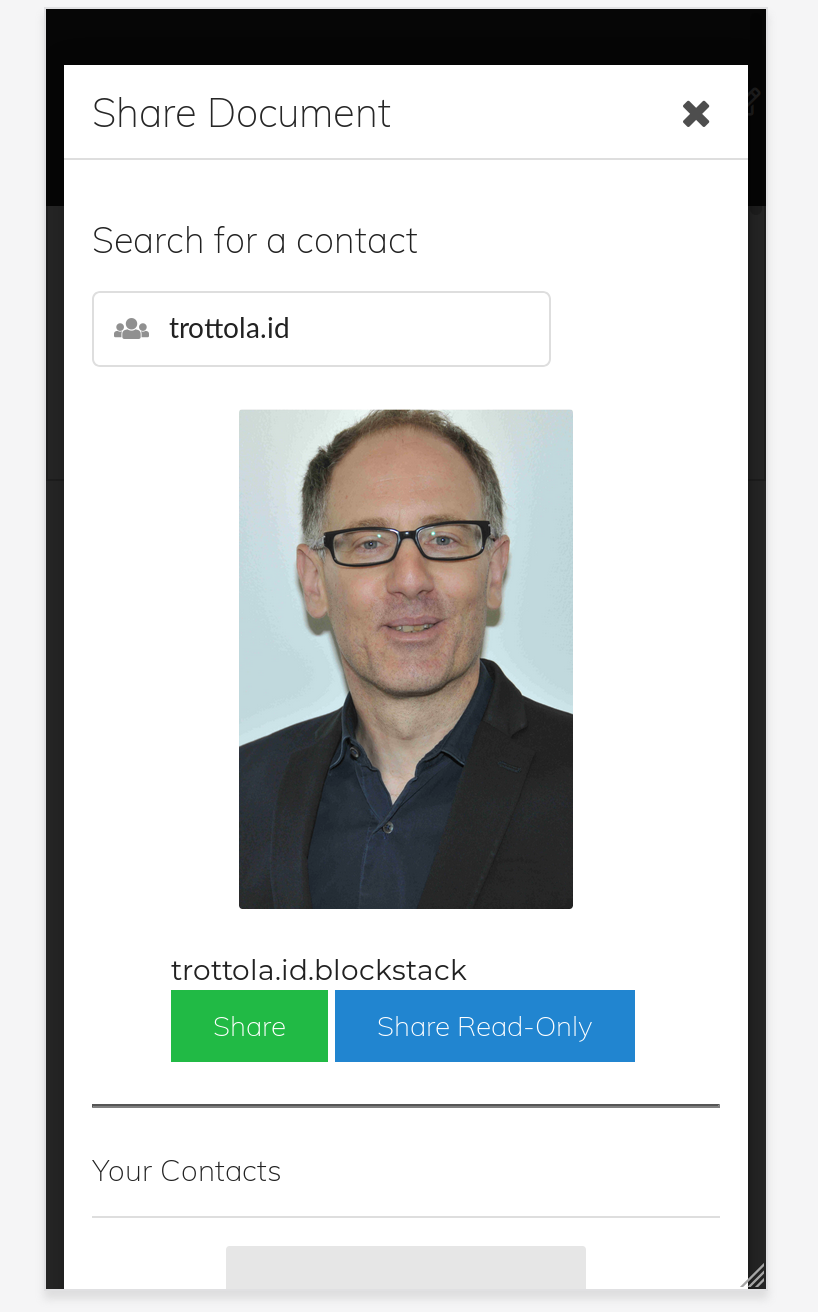 Share Document
Search for a contact
trottola.id
trottola.id.blockstack
Share Share Read-Only
Your Contacts